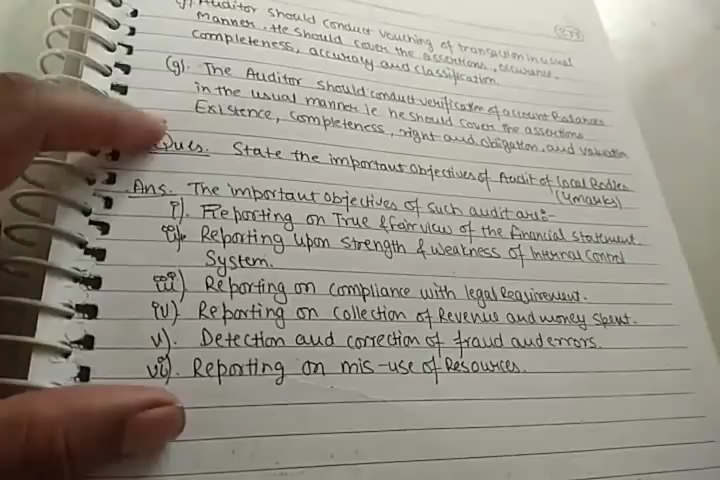 f). Auditor should conduct vouching of transaction in usual
manner. He should cover the assertions, occurance,
completeness, accuracy and classification.
(g). The Auditor should conduct verification of account Balances
in the usual manner ie he should cover the assertions
Existence, completeness, right and obligation, and valuation
Ques. State the important objectives of Audit of Local Bodies
(4marks)
Ans. The important objectives of such audit are:-
i). Reporting on True & fair view of the financial statement.
ii). Reporting upon strength & weatness of Internal Control
System.
iii) Reporting on compliance with legal Requirement.
iv) Reporting on collection of Revenue and money spent.
v). Detection and correction of fraud and errors.
vi). Reporting on mis-use of Resources.